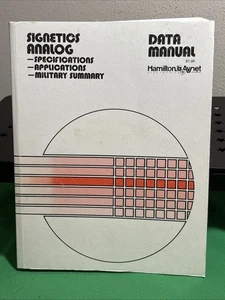 SIGNETICS
ANALOG
—SPECIFICATIONS
—APPLICATIONS
—MILITARY SUMMARY
DATA
MANUAL
Hamilton Avnet